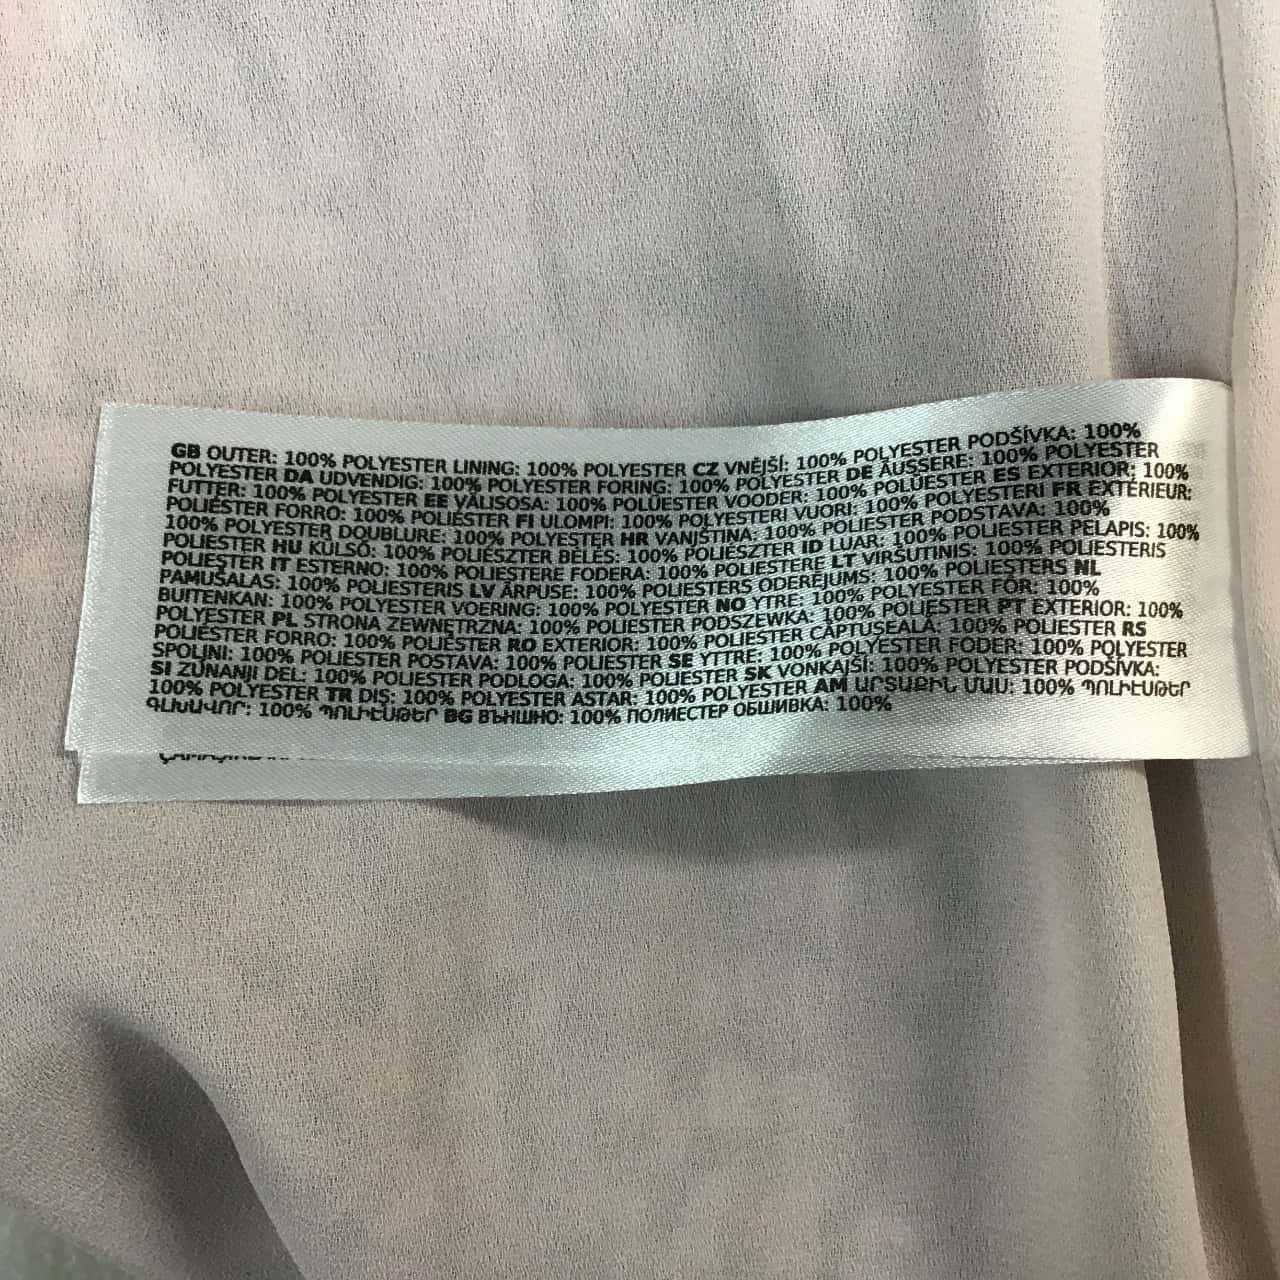 GB OUTER: 100% POLYESTER LINING: 100% POLYESTER CZ VNĚJŠÍ: 100% POLYESTER PODŠÍVKA: 100%
POLYESTER DA UDVENDIG: 100% POLYESTER FORING: 100% POLYESTER DE ÄUSSERE: 100% POLYESTER
FUTTER: 100% POLYESTER EE VÄLISOSA: 100% POLÜESTER VOODER: 100% POLÜESTER ES EXTERIOR: 100%
POLIÉSTER FORRO: 100% POLIÉSTER FI ULOMPI: 100% POLYESTERI VUORI: 100% POLYESTERI FR EXTÉRIEUR:
100% POLYESTER DOUBLURE: 100% POLYESTER HR VANJŠTINA: 100% POLIESTER PODSTAVA: 100%
POLIESTER HU KÜLSŐ: 100% POLIÉSZTER BÉLÉS: 100% POLIÉSZTER ID LUAR: 100% POLIESTER PELAPIS: 100%
POLIESTER IT ESTERNO: 100% POLIESTERE FODERA: 100% POLIESTERE LT VIRŠUTINIS: 100% POLIESTERIS
PAMUŠALAS: 100% POLIESTERIS LV ĀRPUSE: 100% POLIESTERS ODERĒJUMS: 100% POLIESTERS NL
BUITENKAN: 100% POLYESTER VOERING: 100% POLYESTER NO YTRE: 100% POLYESTER FÔR: 100%
POLYESTER PL STRONA ZEWNĘTRZNA: 100% POLIESTER PODSZEWKA: 100% POLIESTER PT EXTERIOR: 100%
POLIÉSTER FORRO: 100% POLIÉSTER RO EXTERIOR: 100% POLIESTER CĂPTUȘEALĂ: 100% POLIESTER RS
SPOLJNI: 100% POLIESTER POSTAVA: 100% POLIESTER SE YTTRE: 100% POLYESTER FODER: 100% POLYESTER
SI ZUNANJI DEL: 100% POLIESTER PODLOGA: 100% POLIESTER SK VONKAJŠÍ: 100% POLYESTER PODŠÍVKA:
100% POLYESTER TR DIŞ: 100% POLYESTER ASTAR: 100% POLYESTER AM ԱՐՏԱՔԻՆ ՄԱՍ: 100% ՊՈԼԻԷՍԹԵՐ
ԳԼԽԱՎՈՐ: 100% ՊՈԼԻԷՍԹԵՐ BG ВЪНШНО: 100% ПОЛИЕСТЕР ОБШИВКА: 100%